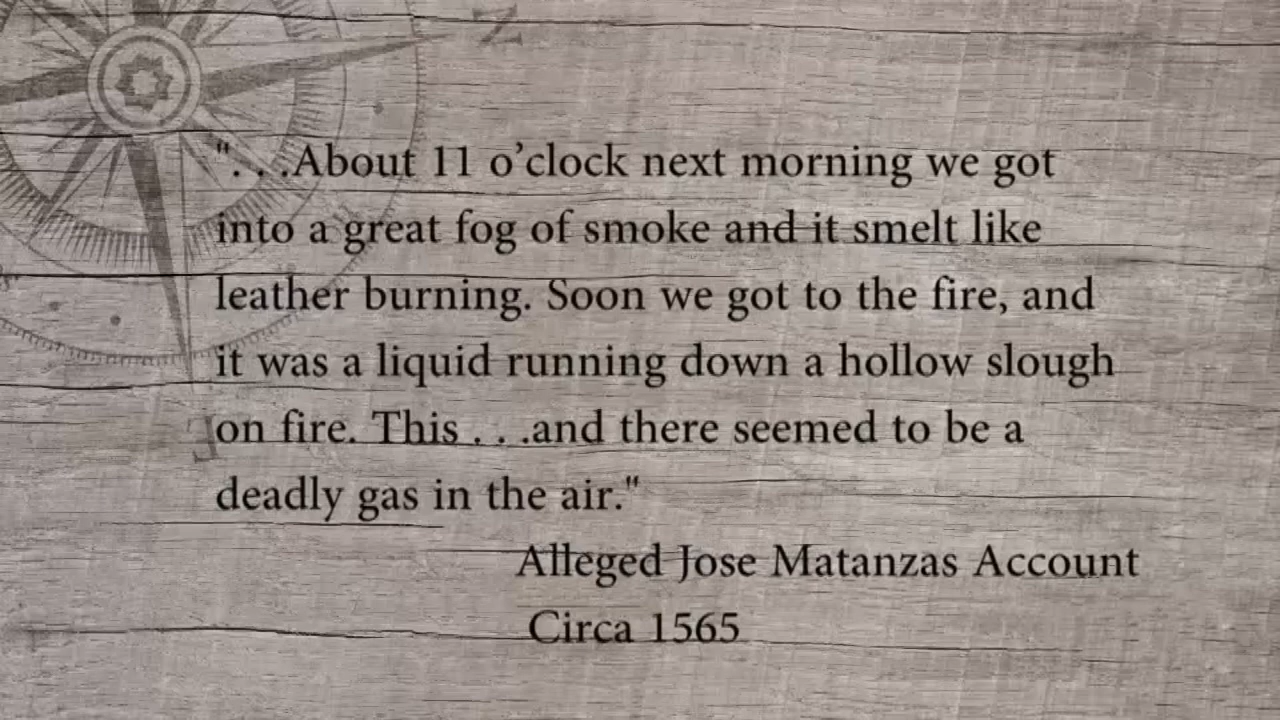 ". . .About 11 o'clock next morning we got
into a great fog of smoke and it smelt like
leather burning. Soon we got to the fire, and
it was a liquid running down a hollow slough
on fire. This . . .and there seemed to be a
deadly gas in the air."
Alleged Jose Matanzas Account
Circa 1565